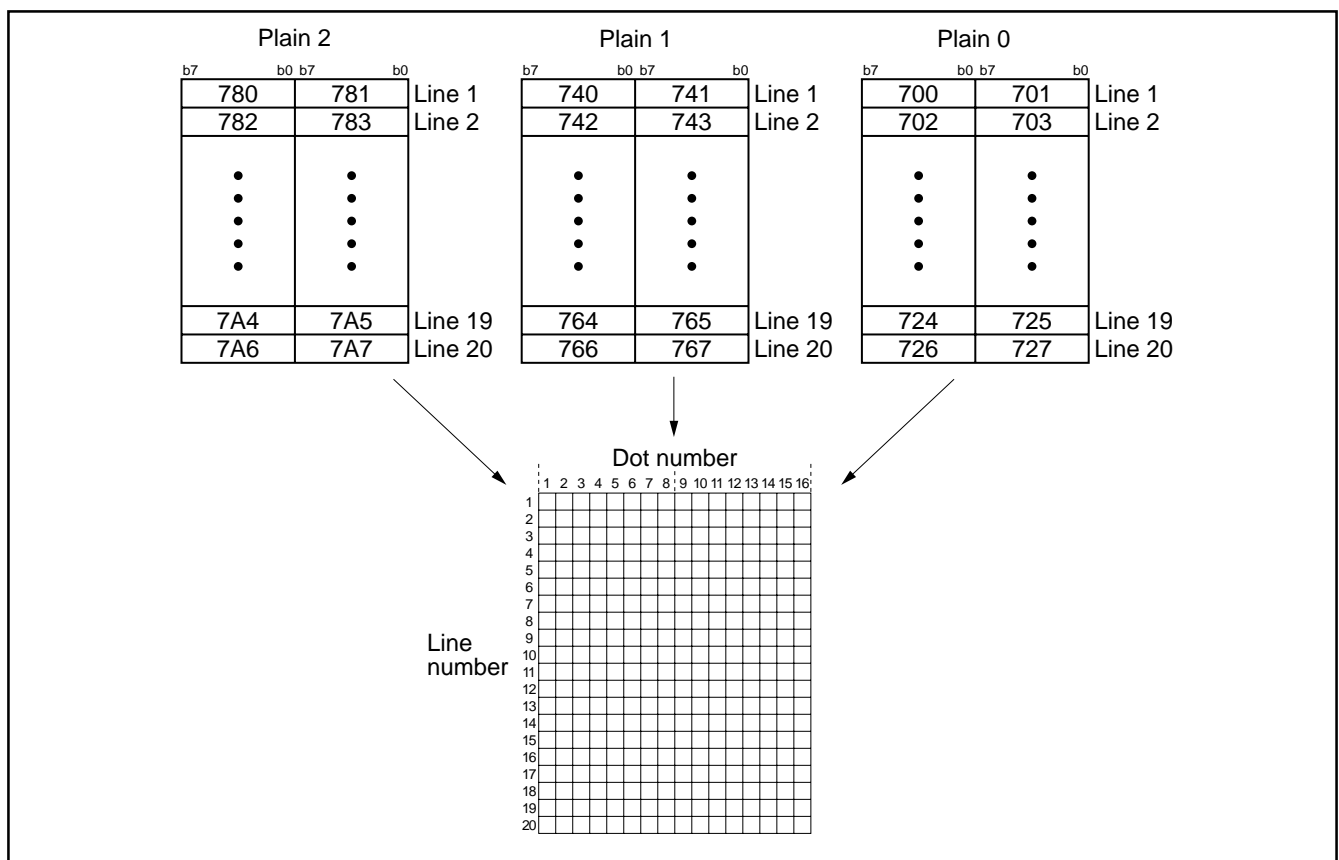 Plain 2 Plain 1 Plain 0
b7 b0 b7 b0 b7 b0 b7 b0 b7 b0 b7 b0
780 781 Line 1 740 741 Line 1 700 701 Line 1
782 783 Line 2 742 743 Line 2 702 703 Line 2
7A4 7A5 Line 19 764 765 Line 19 724 725 Line 19
7A6 7A7 Line 20 766 767 Line 20 726 727 Line 20
Dot number
1 2 3 4 5 6 7 8 9 10 11 12 13 14 15 16
1
2
3
4
5
6
7
8
Line
9
number
10
11
12
13
14
15
16
17
18
19
20